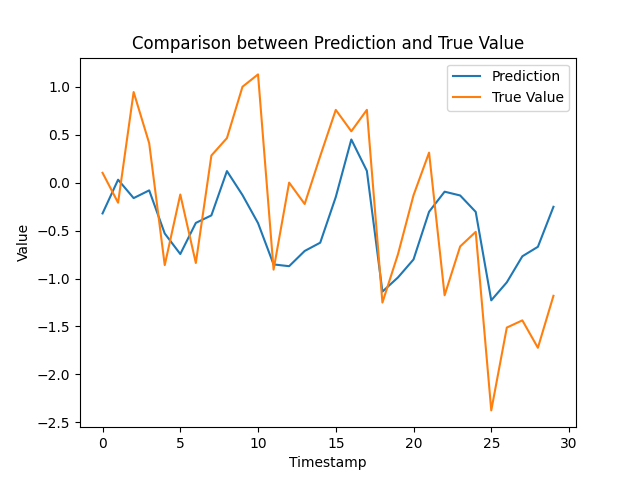 Comparison between Prediction and True Value
Prediction
True Value
1.0
0.5
0.0
−0.5
−1.0
−1.5
−2.0
−2.5
Value
0 5 10 15 20 25 30
Timestamp